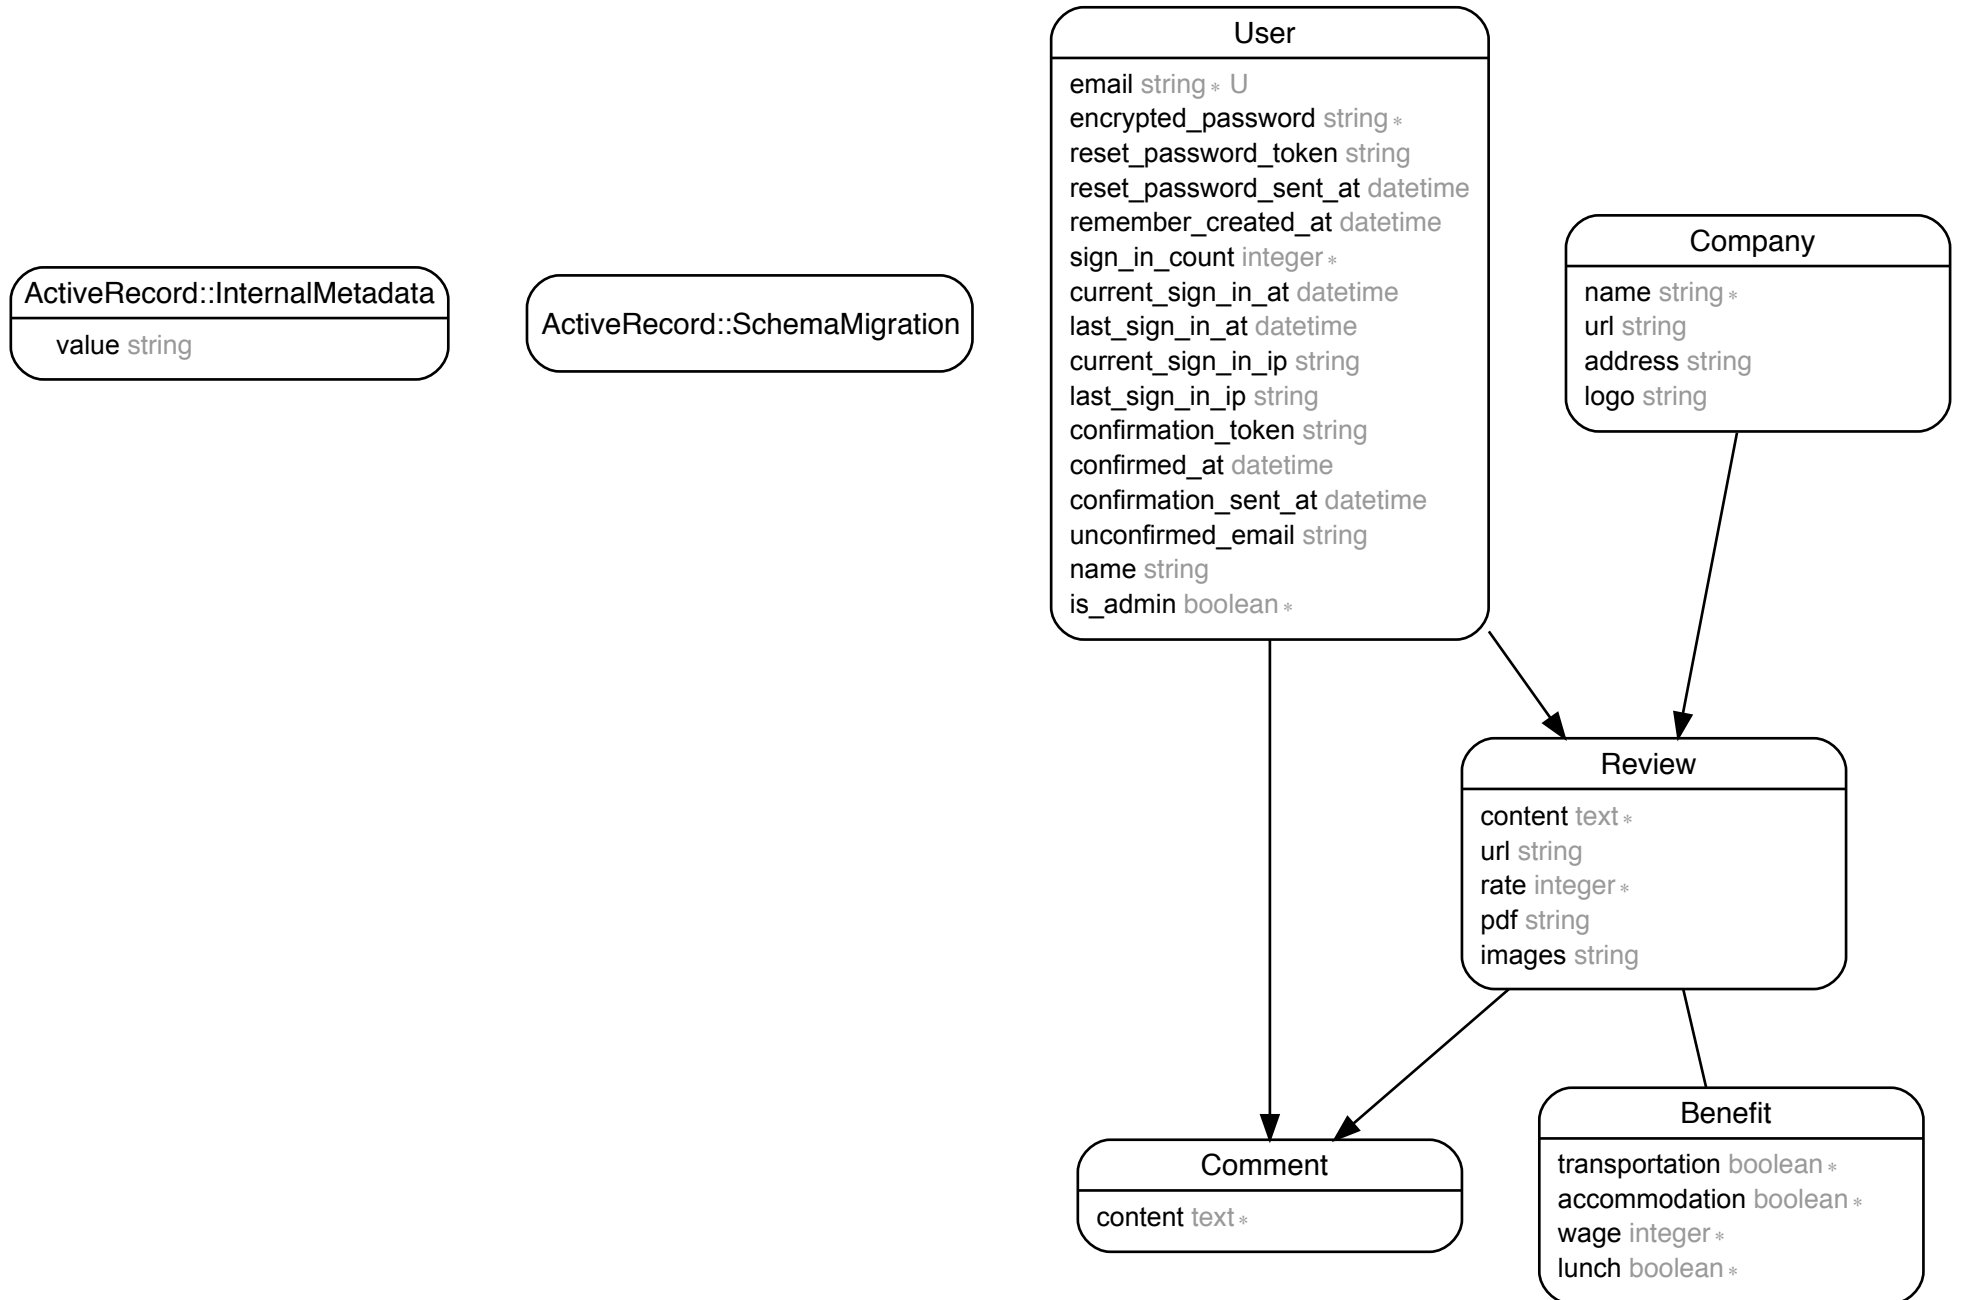 ActiveRecord::InternalMetadata
value string
ActiveRecord::SchemaMigration
User
email string * U
encrypted_password string *
reset_password_token string
reset_password_sent_at datetime
remember_created_at datetime
sign_in_count integer *
current_sign_in_at datetime
last_sign_in_at datetime
current_sign_in_ip string
last_sign_in_ip string
confirmation_token string
confirmed_at datetime
confirmation_sent_at datetime
unconfirmed_email string
name string
is_admin boolean *
Company
name string *
url string
address string
logo string
Review
content text *
url string
rate integer *
pdf string
images string
Comment
content text *
Benefit
transportation boolean *
accommodation boolean *
wage integer *
lunch boolean *